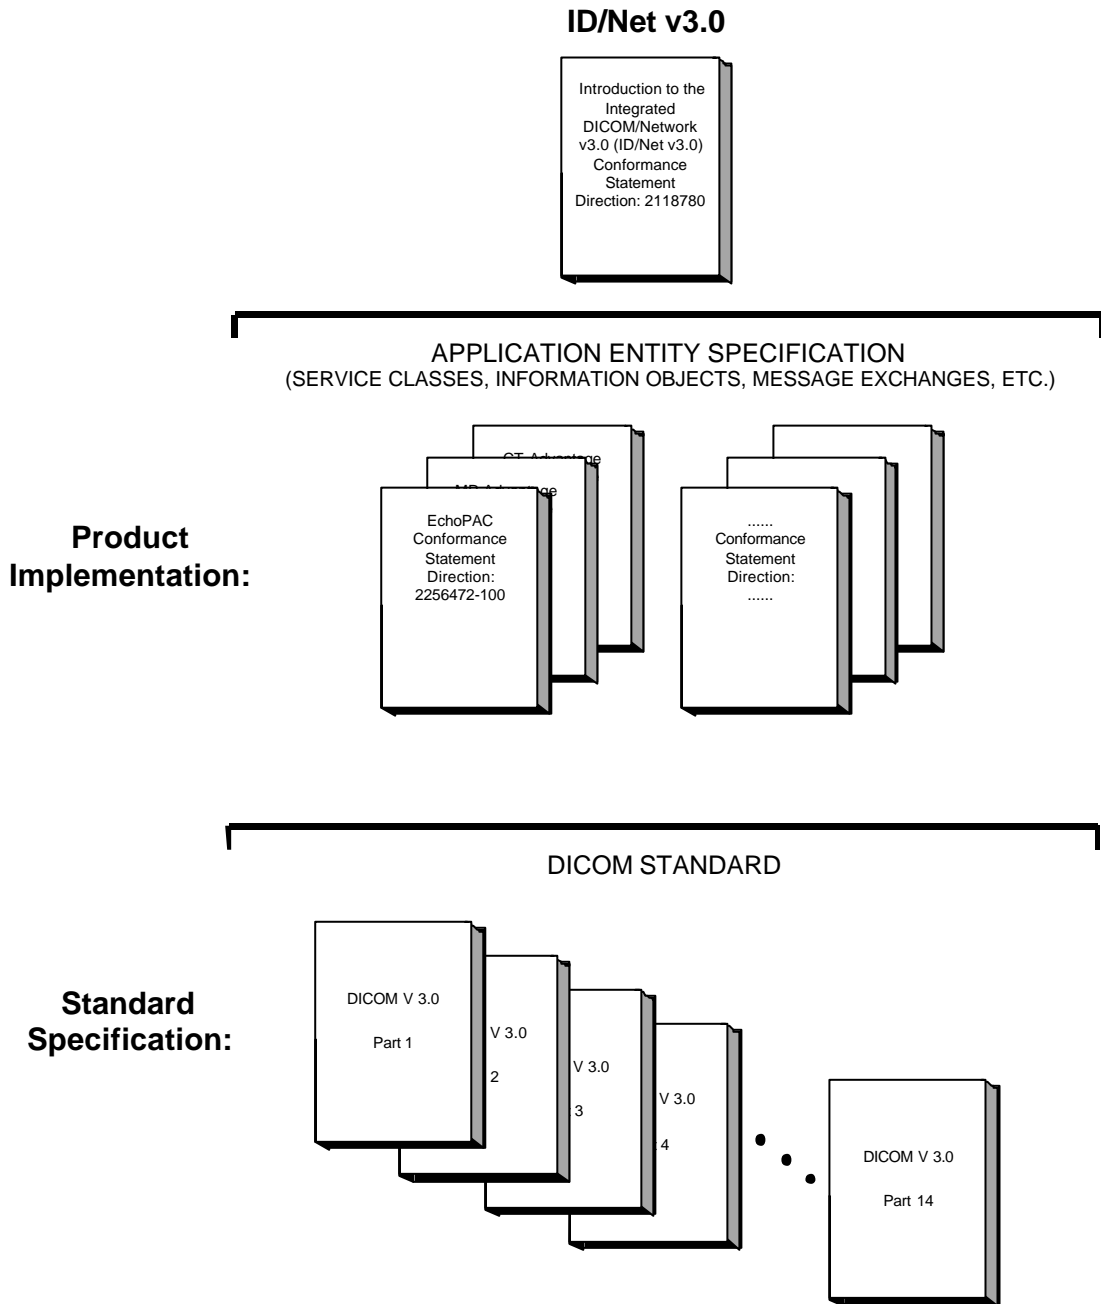 ID/Net v3.0
Introduction to the
Integrated
DICOM/Network
v3.0 (ID/Net v3.0)
Conformance
Statement
Direction: 2118780
APPLICATION ENTITY SPECIFICATION
(SERVICE CLASSES, INFORMATION OBJECTS, MESSAGE EXCHANGES, ETC.)
Product
Implementation:
EchoPAC
Conformance
Statement
Direction:
2256472-100
......
Conformance
Statement
Direction:
......
DICOM STANDARD
Standard
Specification:
DICOM V 3.0
Part 1
V 3.0
2
V 3.0
3
V 3.0
4
DICOM V 3.0
Part 14